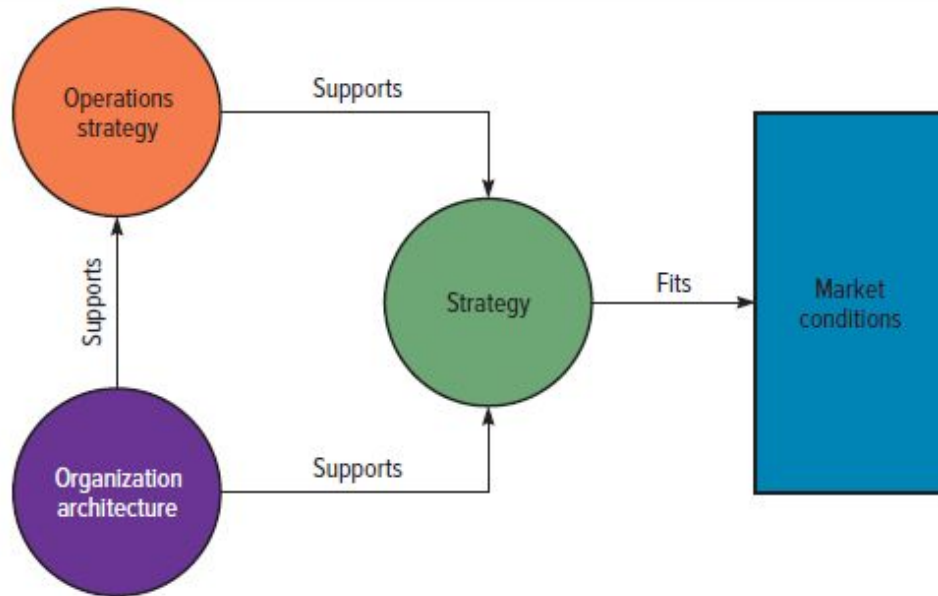 Operations
strategy
Supports
Supports
Strategy
Fits
Market
conditions
Organization
architecture
Supports